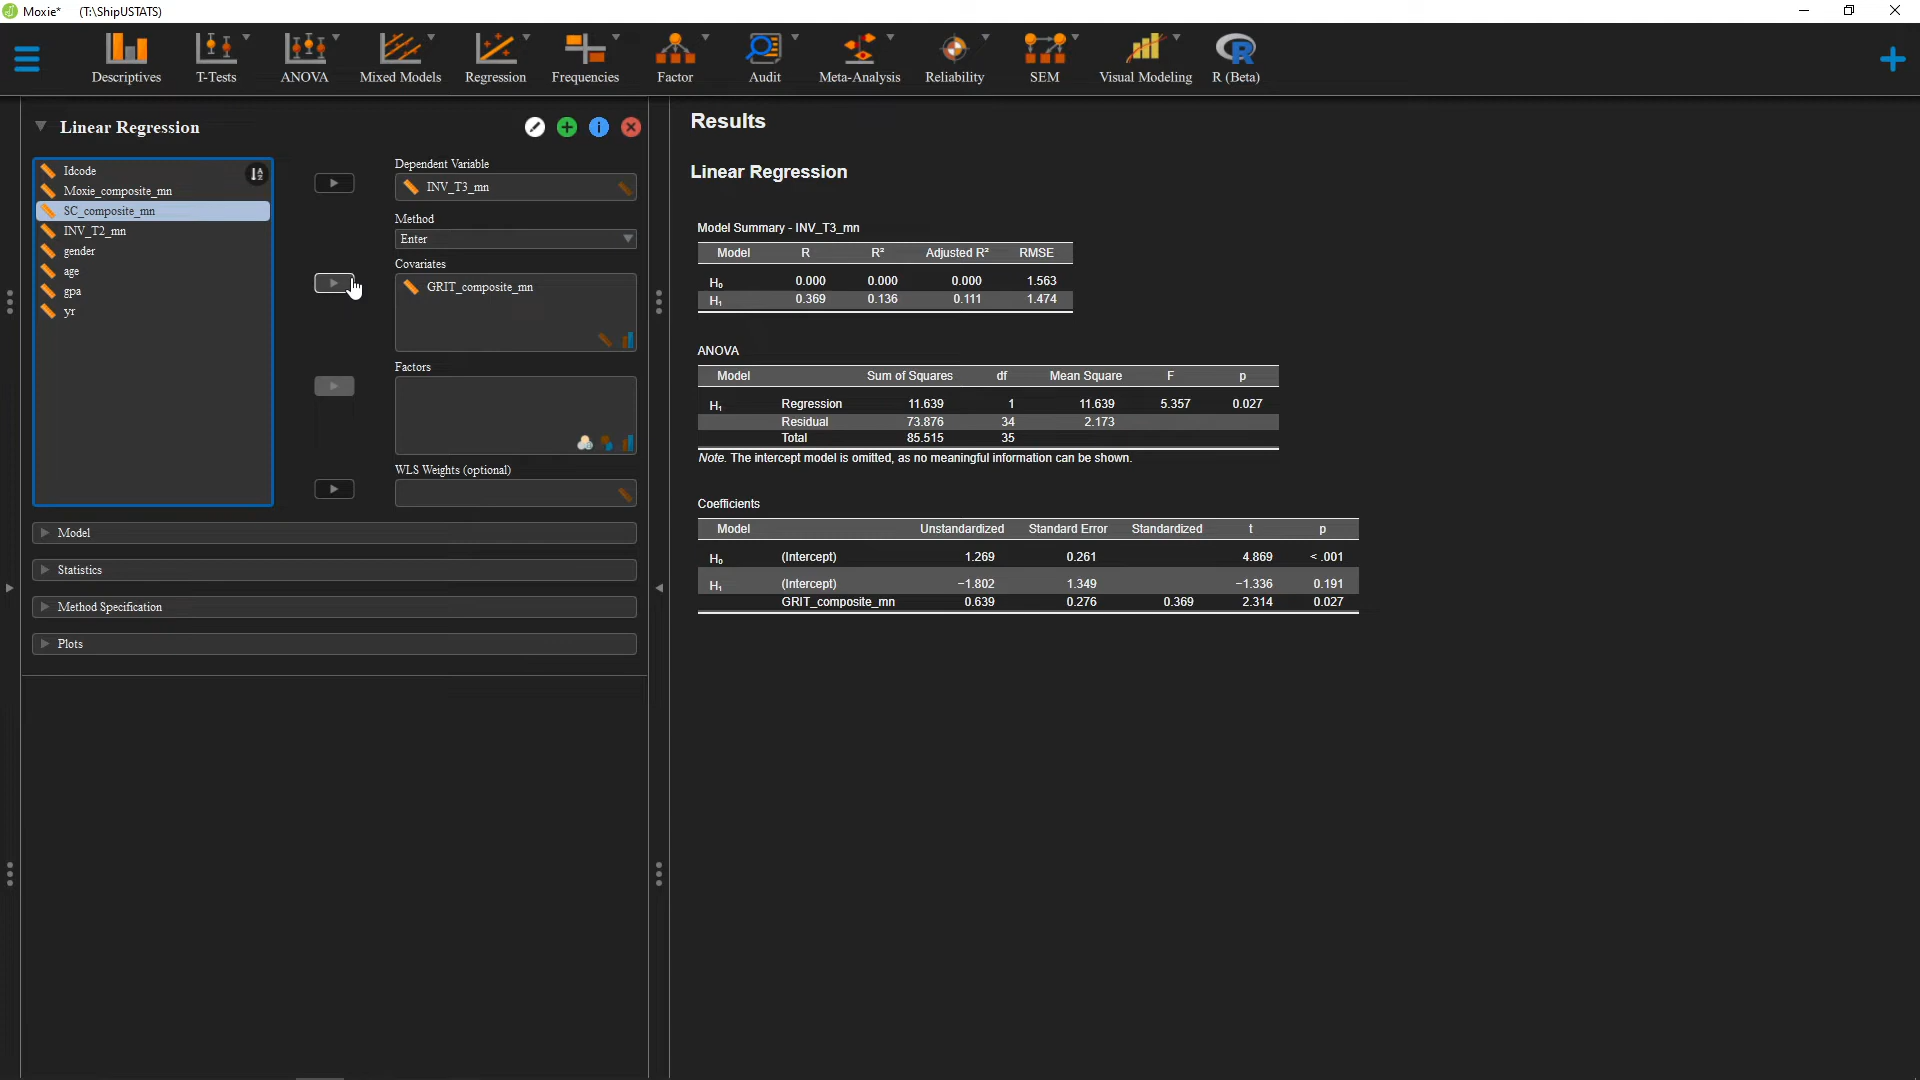 Moxie* (T:\ShipUSTATS)
Descriptives T-Tests ANOVA Mixed Models Regression Frequencies Factor Audit Meta-Analysis Reliability SEM Visual Modeling R (Beta)
Linear Regression
Idcode
Moxie_composite_mn
SC_composite_mn
INV_T2_mn
gender
age
gpa
yr
Dependent Variable
INV_T3_mn
Method
Enter
Covariates
GRIT_composite_mn
Factors
WLS Weights (optional)
Model
Statistics
Method Specification
Plots
Results
Linear Regression
Model Summary - INV_T3_mn
Model R R² Adjusted R² RMSE
H₀ 0.000 0.000 0.000 1.563
H₁ 0.369 0.136 0.111 1.474
ANOVA
Model Sum of Squares df Mean Square F p
H₁ Regression 11.639 1 11.639 5.357 0.027
Residual 73.876 34 2.173
Total 85.515 35
Note. The intercept model is omitted, as no meaningful information can be shown.
Coefficients
Model Unstandardized Standard Error Standardized t p
H₀ (Intercept) 1.269 0.261 4.869 < .001
H₁ (Intercept) −1.802 1.349 −1.336 0.191
GRIT_composite_mn 0.639 0.276 0.369 2.314 0.027